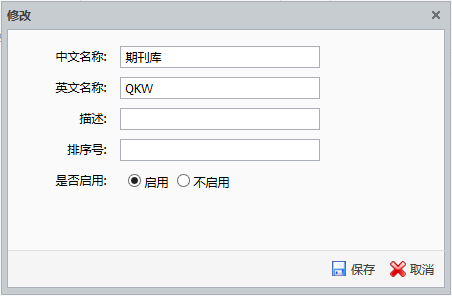 修改
中文名称: 期刊库
英文名称: QKW
描述:
排序号:
是否启用: 启用 不启用
保存 取消